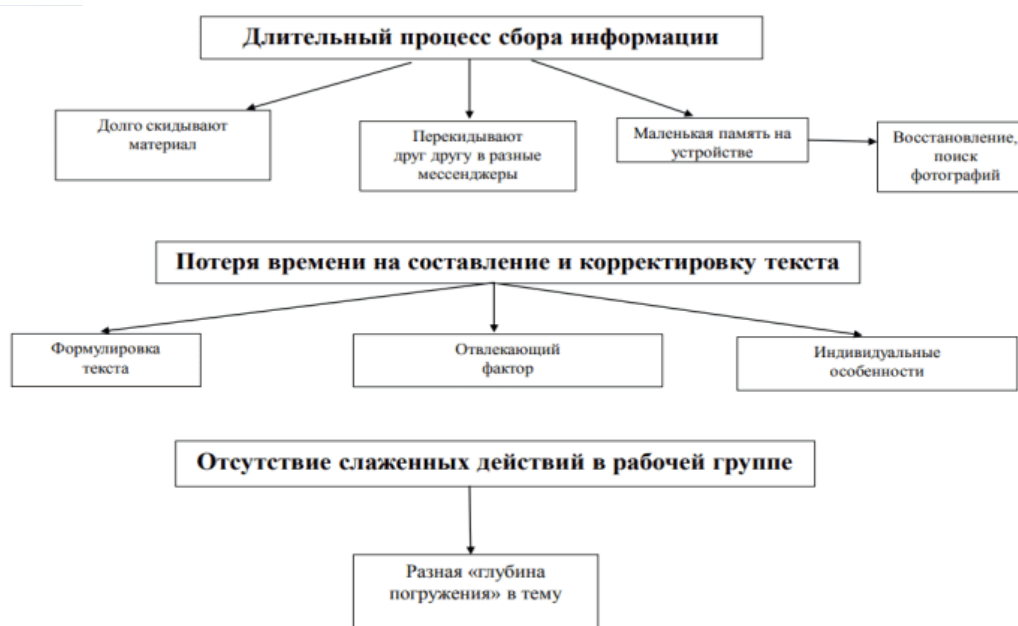 Длительный процесс сбора информации
Долго скидывают
материал
Перекидывают
друг другу в разные
мессенджеры
Маленькая память на
устройстве
Восстановление,
поиск
фотографий
Потеря времени на составление и корректировку текста
Формулировка
текста
Отвлекающий
фактор
Индивидуальные
особенности
Отсутствие слаженных действий в рабочей группе
Разная «глубина
погружения» в тему